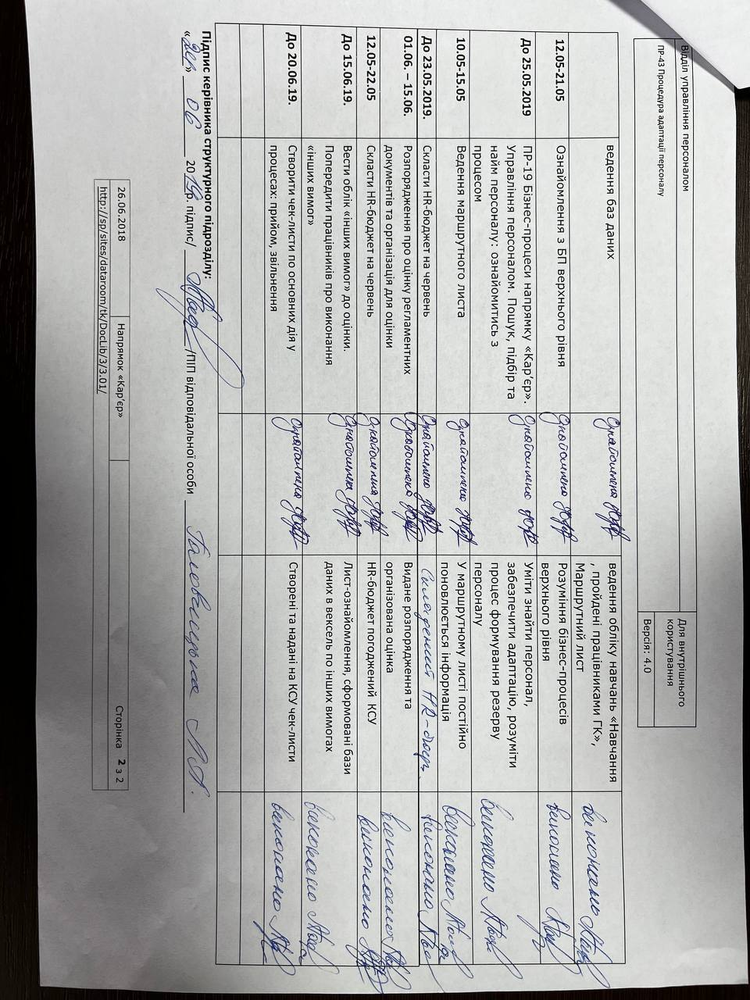 Відділ управління персоналом
ПР-43 Процедура адаптації персоналу
Для внутрішнього
користування
Версія: 4.0
ведення баз даних
Ознайомлена
ведення обліку навчань «Навчання
, пройдені працівниками ГК»,
Маршрутний лист
виконано
12.05-21.05
Ознайомлення з БП верхнього рівня
Ознайомлена
Розуміння бізнес-процесів
верхнього рівня
виконано
До 25.05.2019
ПР-19 Бізнес-процеси напрямку «Кар’єр».
Управління персоналом. Пошук, підбір та
найм персоналу: ознайомитись з
процесом
Ознайомлена
Уміти знайти персонал,
забезпечити адаптацію, розуміти
процес формування резерву
персоналу
виконано
10.05-15.05
Ведення маршрутного листа
Ознайомлена
У маршрутному листі постійно
поновлюється інформація
виконано
До 23.05.2019.
Скласти HR-бюджет на червень
Ознайомлена
Складений HR-бюдж.
виконано
01.06. – 15.06.
Розпорядження про оцінку регламентних
документів та організація для оцінки
Ознайомлена
Видане розпорядження та
організована оцінка
виконано
12.05-22.05
Скласти HR-бюджет на червень
Ознайомлена
HR-бюджет погоджений КСУ
виконано
До 15.06.19.
Вести облік «інших вимог» до оцінки.
Попередити працівників про виконання
«інших вимог»
Ознайомлена
Лист-ознайомлення, сформовані бази
даних в вексель по інших вимогах
виконано
До 20.06.19.
Створити чек-листи по основних дія у
процесах: прийом, звільнення
Ознайомлена
Створені та надані на КСУ чек-листи
виконано
Підпис керівника структурного підрозділу:
« » 06 2019р. підпис/ /ПІП відповідальної особи
26.06.2018
Напрямок «Кар’єр»
Сторінка 2 з 2
http://sp/sites/dataroom/tk/DocLib/3/3.01/